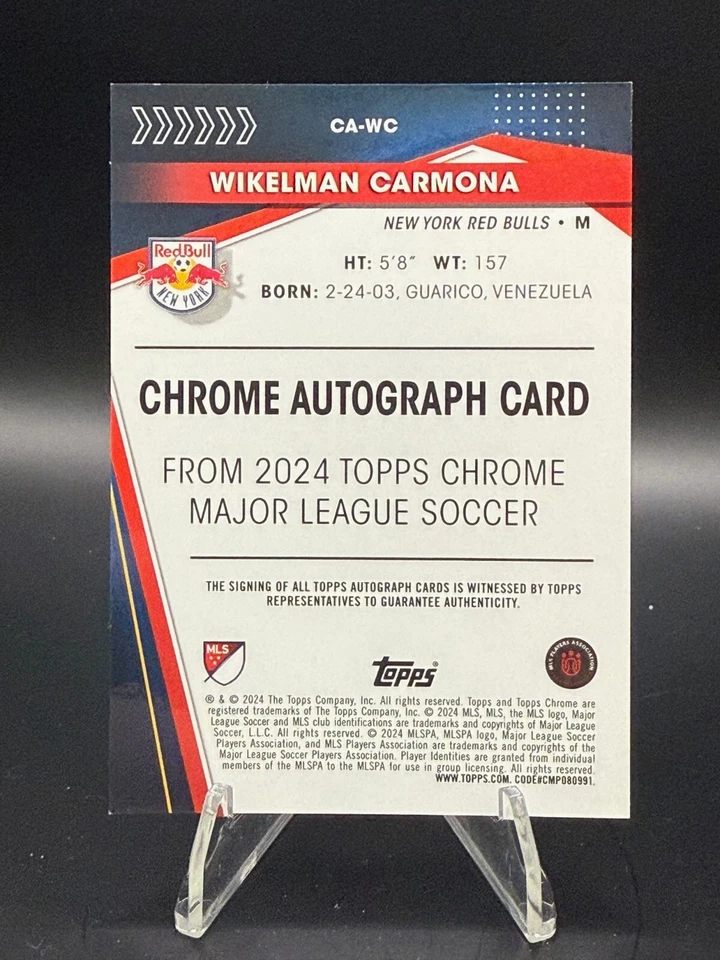 CA-WC
WIKELMAN CARMONA
NEW YORK RED BULLS • M
Red Bull
NEW YORK
HT: 5'8" WT: 157
BORN: 2-24-03, GUARICO, VENEZUELA
CHROME AUTOGRAPH CARD
FROM 2024 TOPPS CHROME
MAJOR LEAGUE SOCCER
THE SIGNING OF ALL TOPPS AUTOGRAPH CARDS IS WITNESSED BY TOPPS
REPRESENTATIVES TO GUARANTEE AUTHENTICITY.
MLS
topps®
MLS PLAYERS ASSOCIATION
® & © 2024 The Topps Company, Inc. All rights reserved. Topps and Topps Chrome are
registered trademarks of The Topps Company, Inc. © 2024 MLS, MLS, the MLS logo, Major
League Soccer and MLS club identifications are trademarks and copyrights of Major League
Soccer, L.L.C. All rights reserved. © 2024 MLSPA, MLSPA logo, Major League Soccer
Players Association, and MLS Players Association are trademarks and copyrights of the
Major League Soccer Players Association. Player Identities are granted from individual
members of the MLSPA to the MLSPA for use in group licensing. All rights reserved.
WWW.TOPPS.COM. CODE#CMP080991.